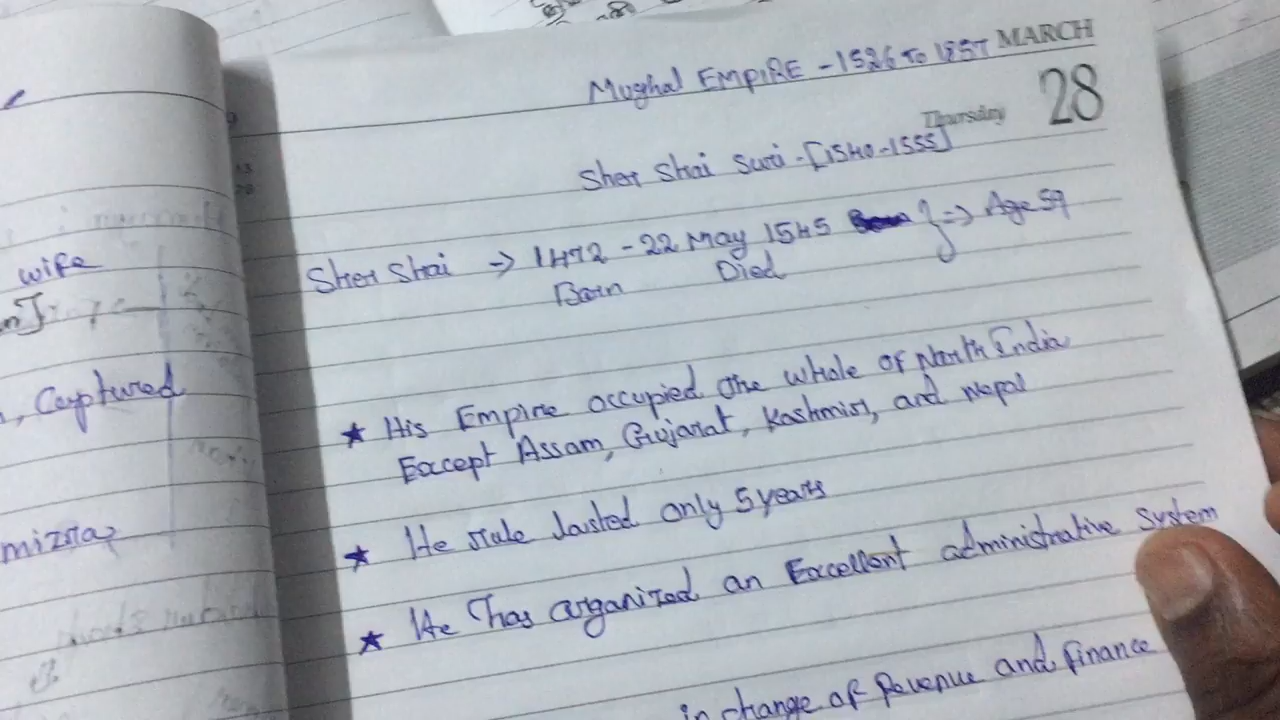 wife
, Captured
mizra
MARCH
Mughal EMPIRE - 1526 To 1857
Thursday 28
Sher Shai Suri - [1540-1555]
Sher Shai → 1472 - 22 May 1545 } => Age
Born Died
★ His Empire occupied the whole of North India
Except Assam, Gujarat, Kashmir, and Nepal
★ He rule lasted only 5 years
★ He has organized an Excellent administrative System
in charge of Revenue and finance